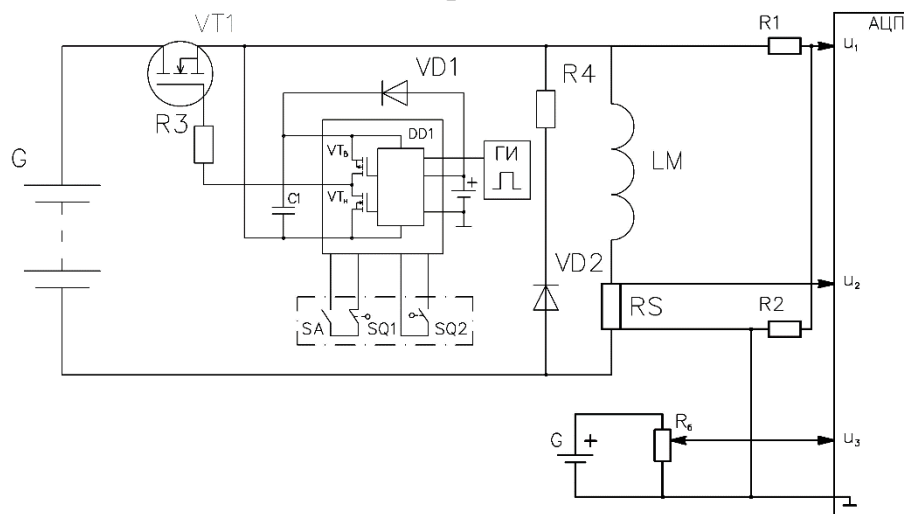 VT1
R1
АЦП
u₁
VD1
R4
R3
DD1
VTв
ГИ
G
LM
VTн
+
C1
VD2
u₂
RS
R2
SA
SQ1
SQ2
G
+
Rб
u₃